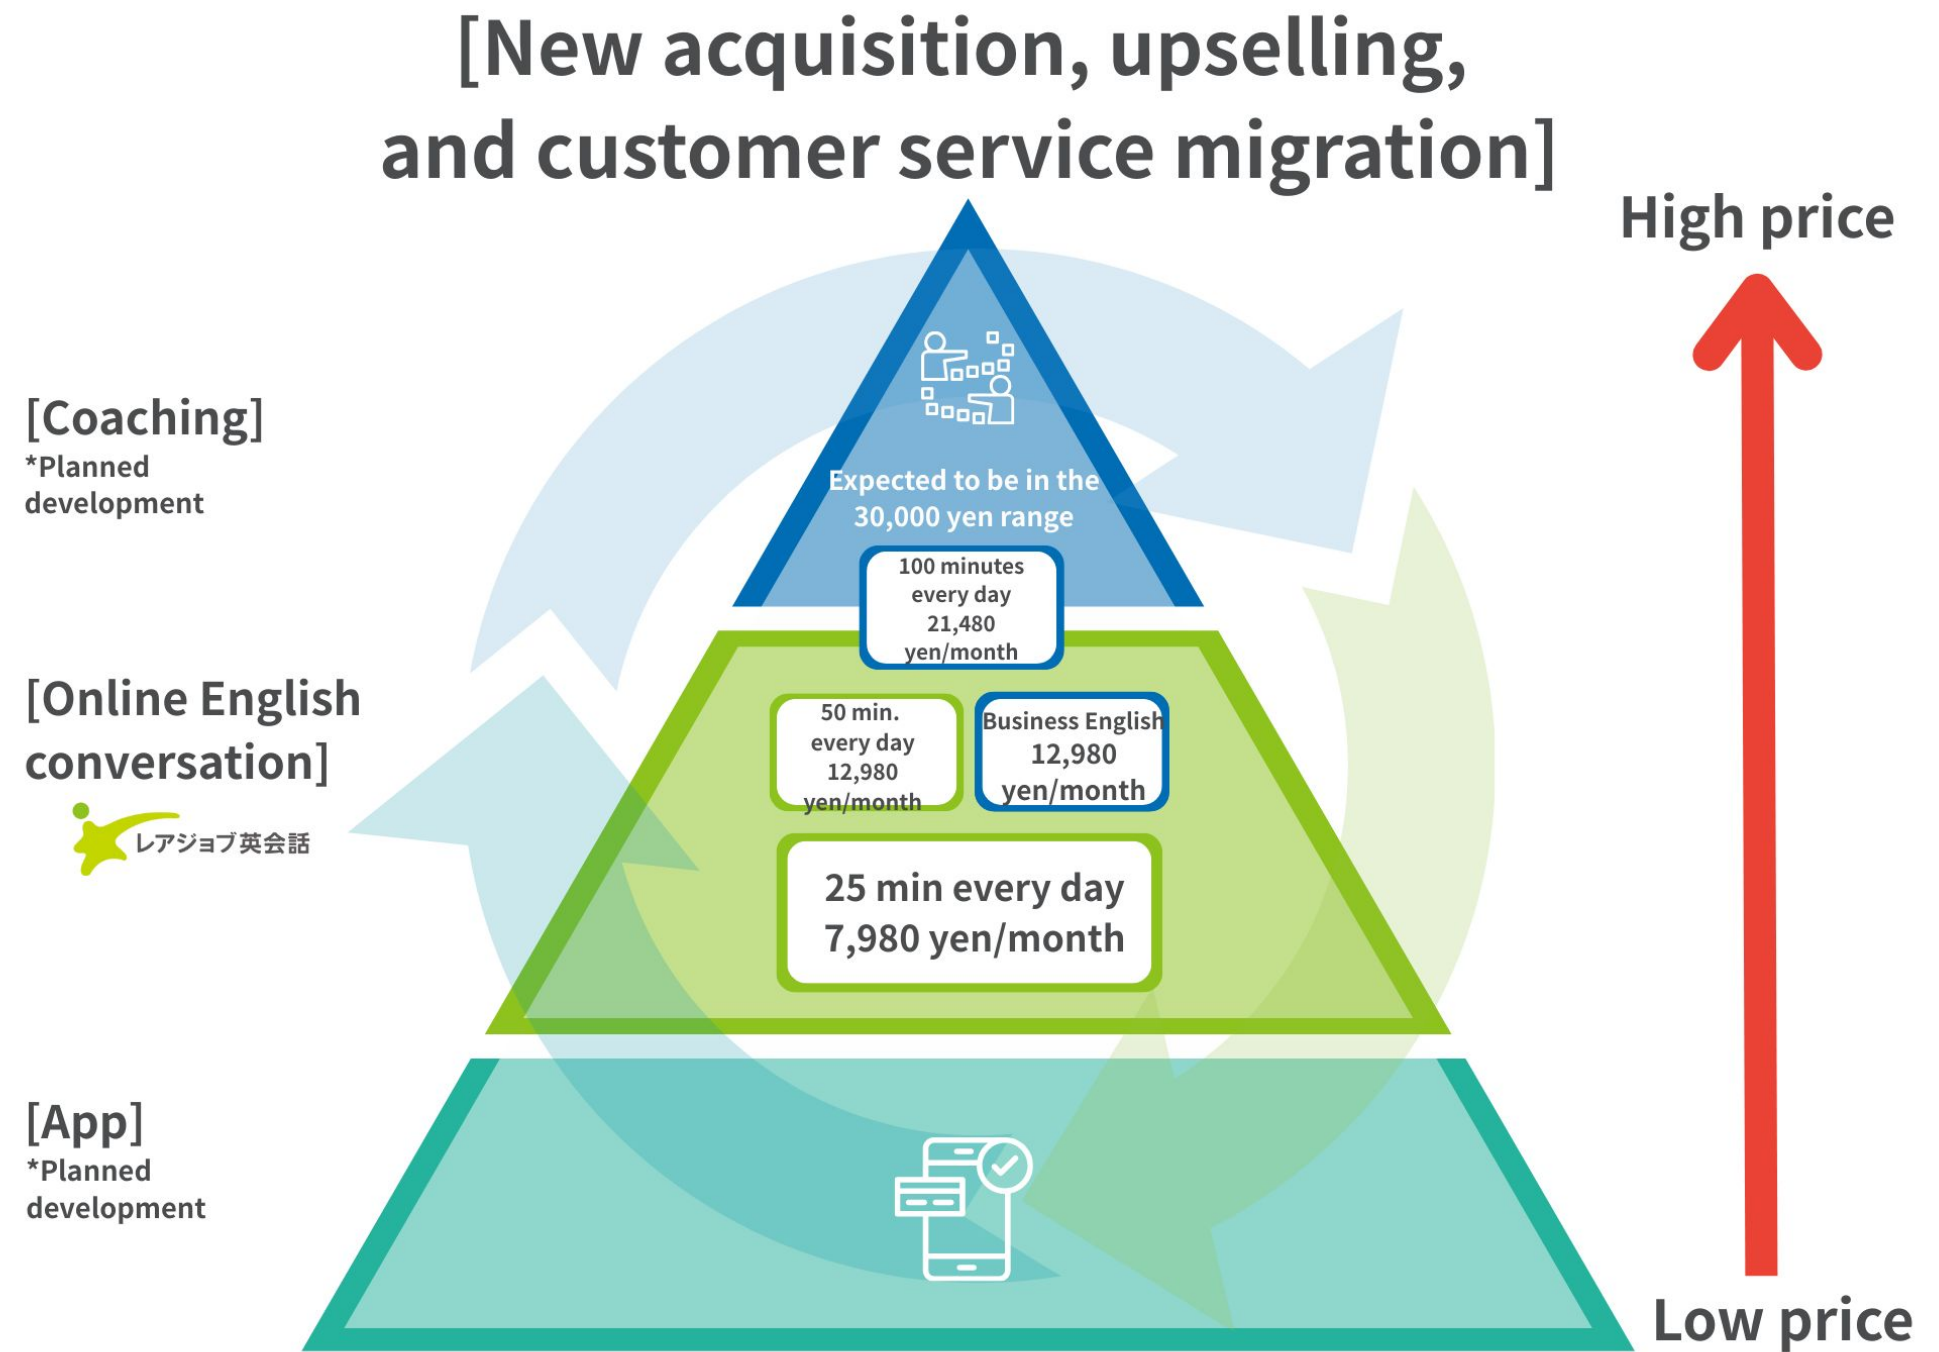 [New acquisition, upselling,
and customer service migration]
High price
[Coaching]
*Planned
development
Expected to be in the
30,000 yen range
100 minutes
every day
21,480
yen/month
[Online English
conversation]
レアジョブ英会話
50 min.
every day
12,980
yen/month
Business English
12,980
yen/month
25 min every day
7,980 yen/month
[App]
*Planned
development
Low price